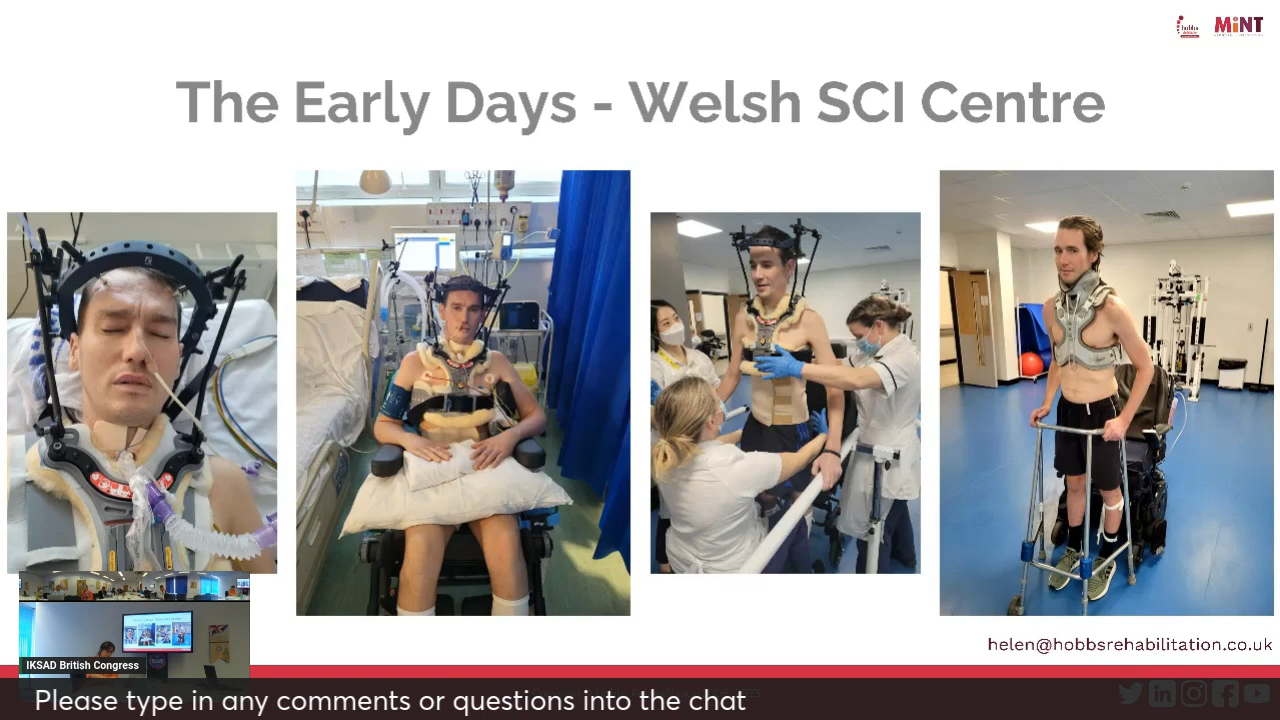 hobbs
MiNT
The Early Days - Welsh SCI Centre
helen@hobbsrehabilitation.co.uk
IKSAD British Congress
Please type in any comments or questions into the chat